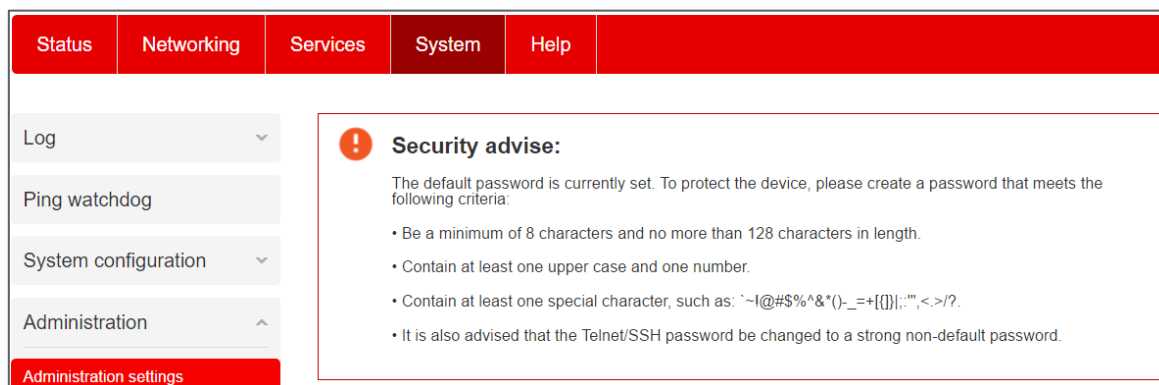 Status Networking Services System Help
Log
Ping watchdog
System configuration
Administration
Administration settings
Security advise:
The default password is currently set. To protect the device, please create a password that meets the
following criteria:
• Be a minimum of 8 characters and no more than 128 characters in length.
• Contain at least one upper case and one number.
• Contain at least one special character, such as: `~!@#$%^&*()-_=+[{]}|;:'",<.>/?.
• It is also advised that the Telnet/SSH password be changed to a strong non-default password.